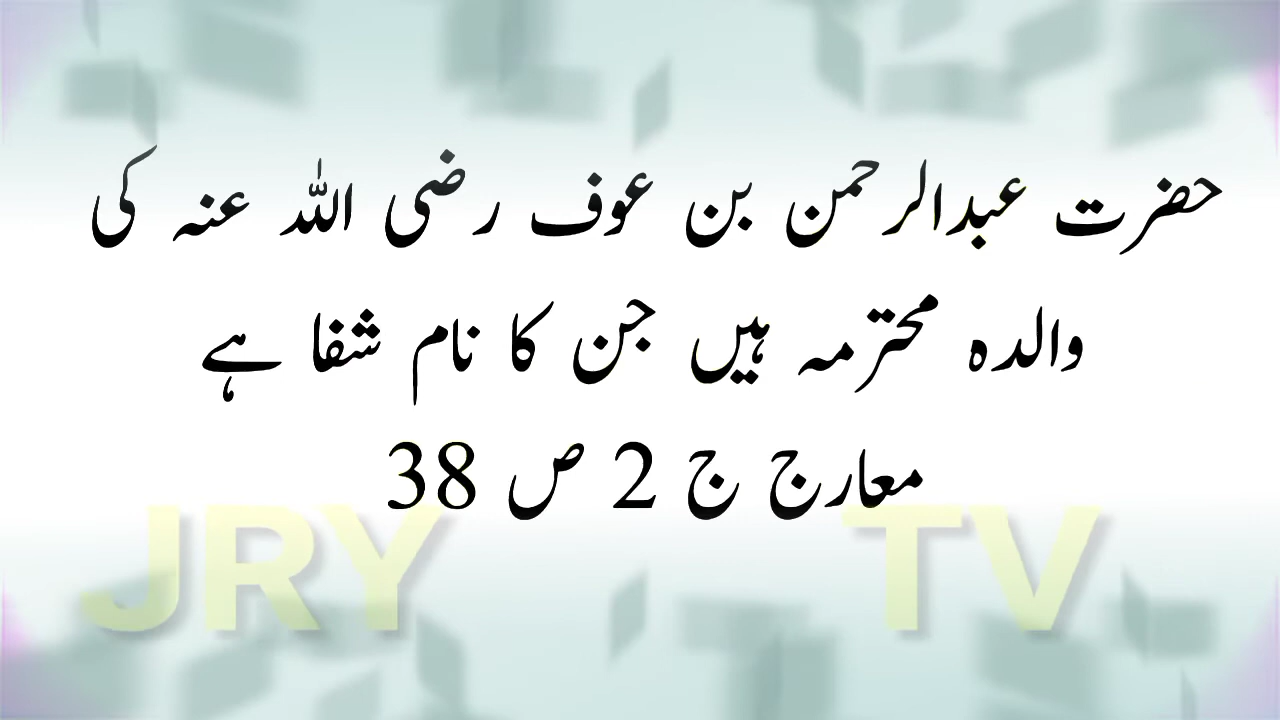 حضرت عبدالرحمن بن عوف رضی اللہ عنہ کی
والدہ محترمہ ہیں جن کا نام شفا ہے
معارج ج 2 ص 38
JRY TV